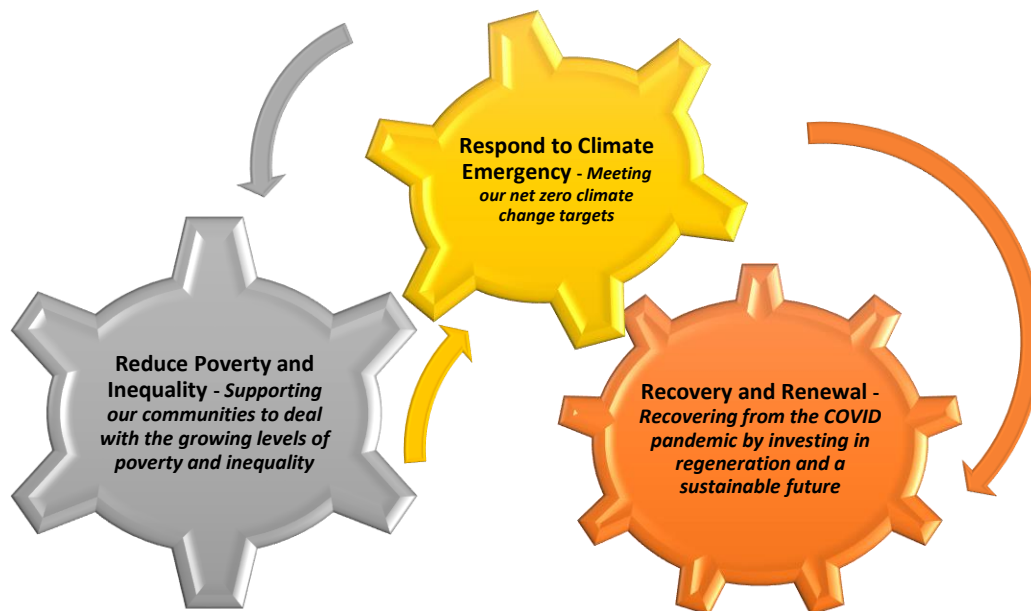 Respond to Climate
Emergency - Meeting
our net zero climate
change targets
Reduce Poverty and
Inequality - Supporting
our communities to deal
with the growing levels of
poverty and inequality
Recovery and Renewal -
Recovering from the COVID
pandemic by investing in
regeneration and a
sustainable future